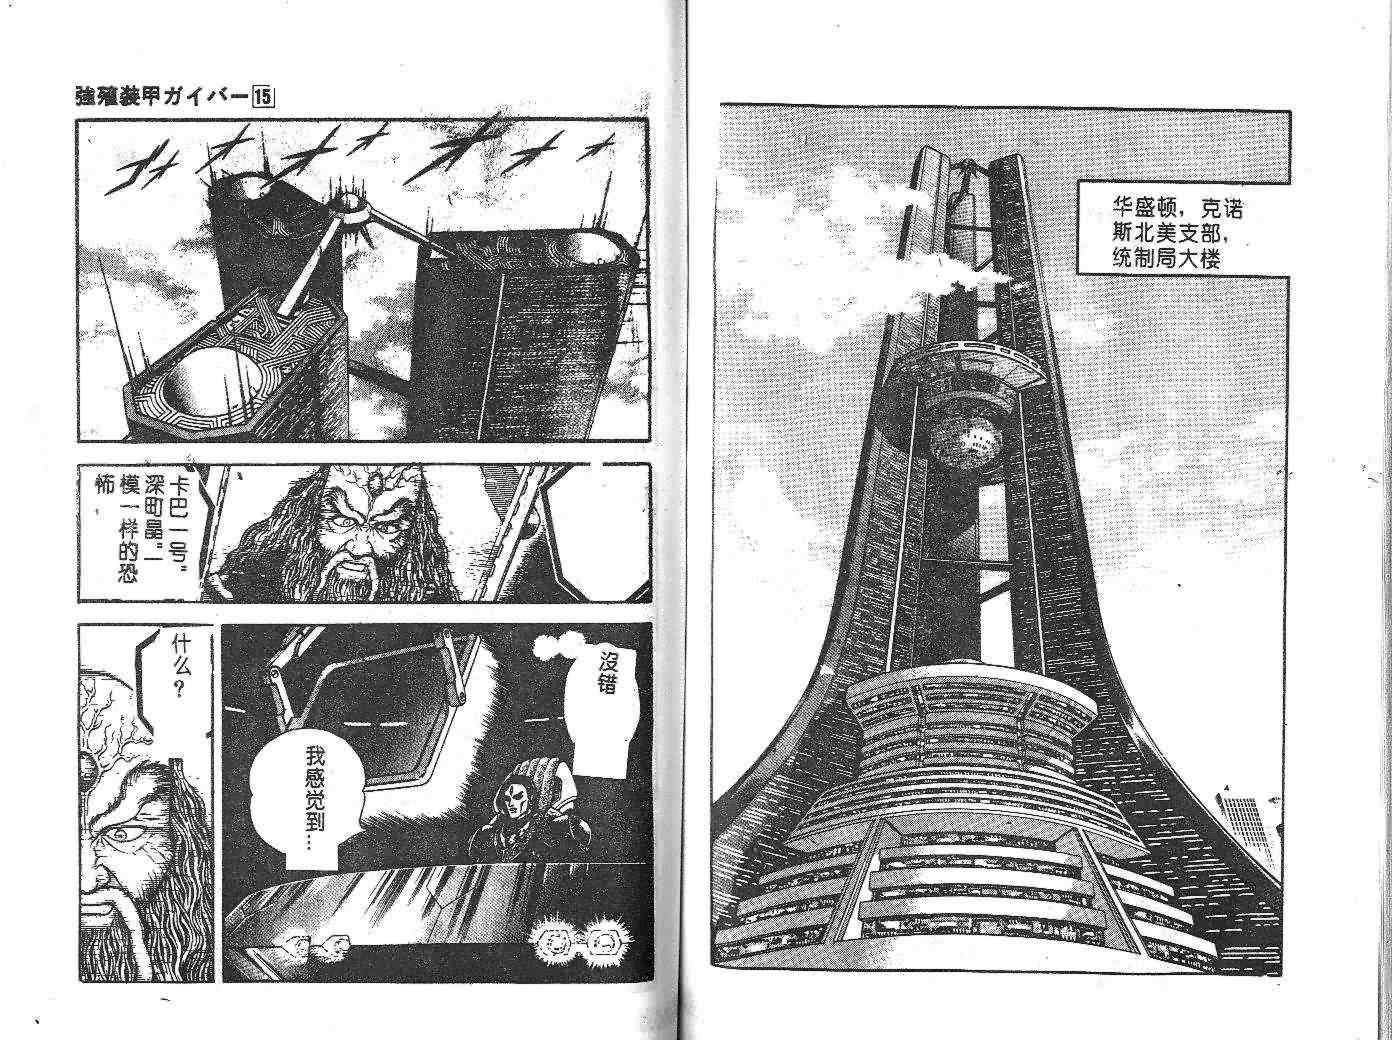 华盛顿，克诺
斯北美支部，
统制局大楼
強殖装甲ガイバー15
卡巴一号“
深町晶”一
模一样的恐
怖
沒错
我感觉到…
什么？